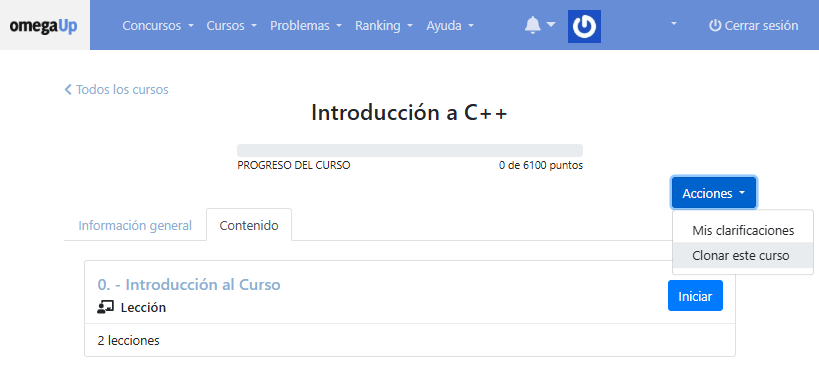 omegaUp Concursos Cursos Problemas Ranking Ayuda Cerrar sesión
Todos los cursos
Introducción a C++
PROGRESO DEL CURSO 0 de 6100 puntos
Acciones
Información general Contenido
Mis clarificaciones
Clonar este curso
0. - Introducción al Curso
Iniciar
Lección
2 lecciones